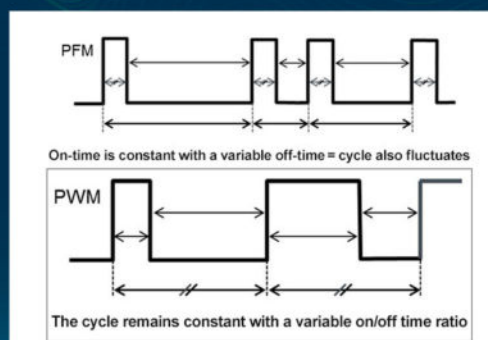 PFM
On-time is constant with a variable off-time = cycle also fluctuates
PWM
The cycle remains constant with a variable on/off time ratio